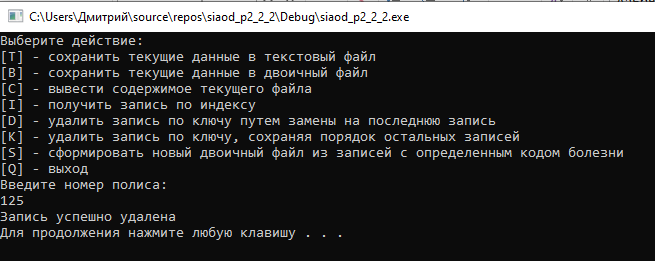 C:\Users\Дмитрий\source\repos\siaod_p2_2_2\Debug\siaod_p2_2_2.exe
Выберите действие:
[T] - сохранить текущие данные в текстовый файл
[B] - сохранить текущие данные в двоичный файл
[C] - вывести содержимое текущего файла
[I] - получить запись по индексу
[D] - удалить запись по ключу путем замены на последнюю запись
[K] - удалить запись по ключу, сохраняя порядок остальных записей
[S] - сформировать новый двоичный файл из записей с определенным кодом болезни
[Q] - выход
Введите номер полиса:
125
Запись успешно удалена
Для продолжения нажмите любую клавишу . . .